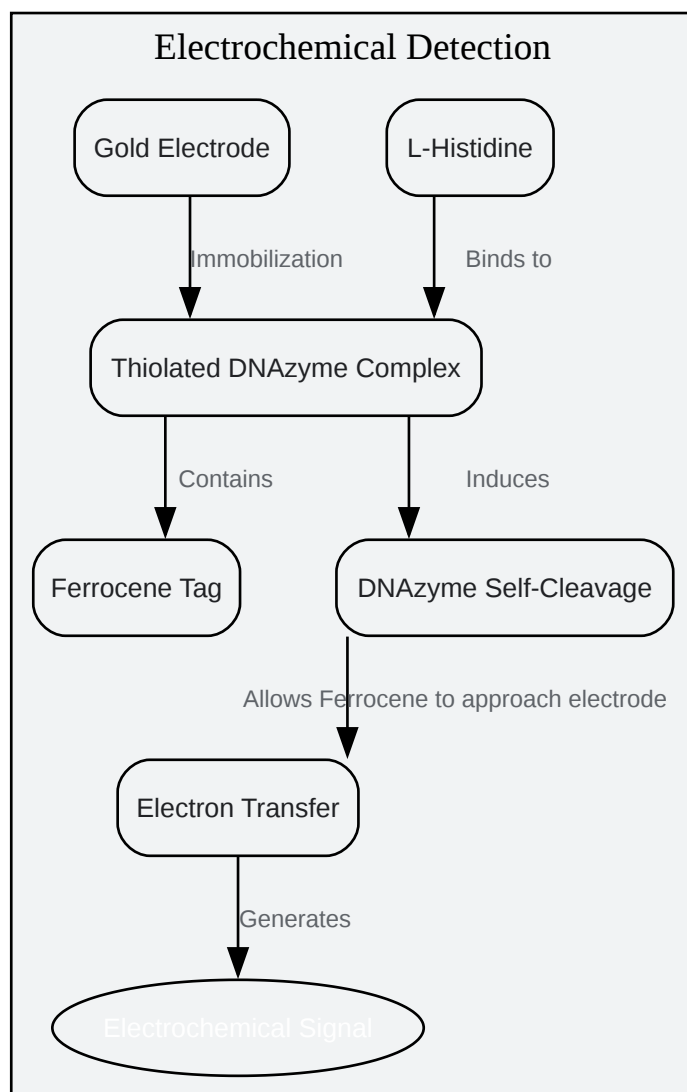 Electrochemical Detection
Gold Electrode
L-Histidine
Immobilization
Binds to
Thiolated DNAzyme Complex
Contains
Induces
Ferrocene Tag
DNAzyme Self-Cleavage
Allows Ferrocene to approach electrode
Electron Transfer
Generates
Electrochemical Signal